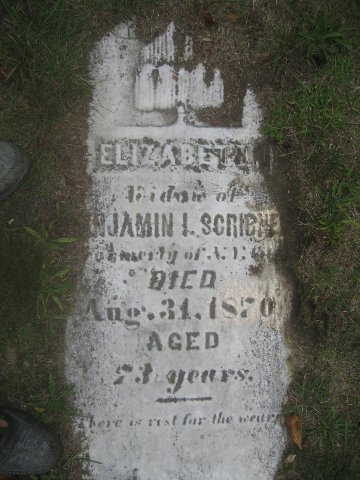 ELIZABETH
Widow of
NJAMIN I. SCRIBNE
formerly of N.Y.
DIED
Aug. 31, 1870
AGED
73 years.
There is rest for the weary